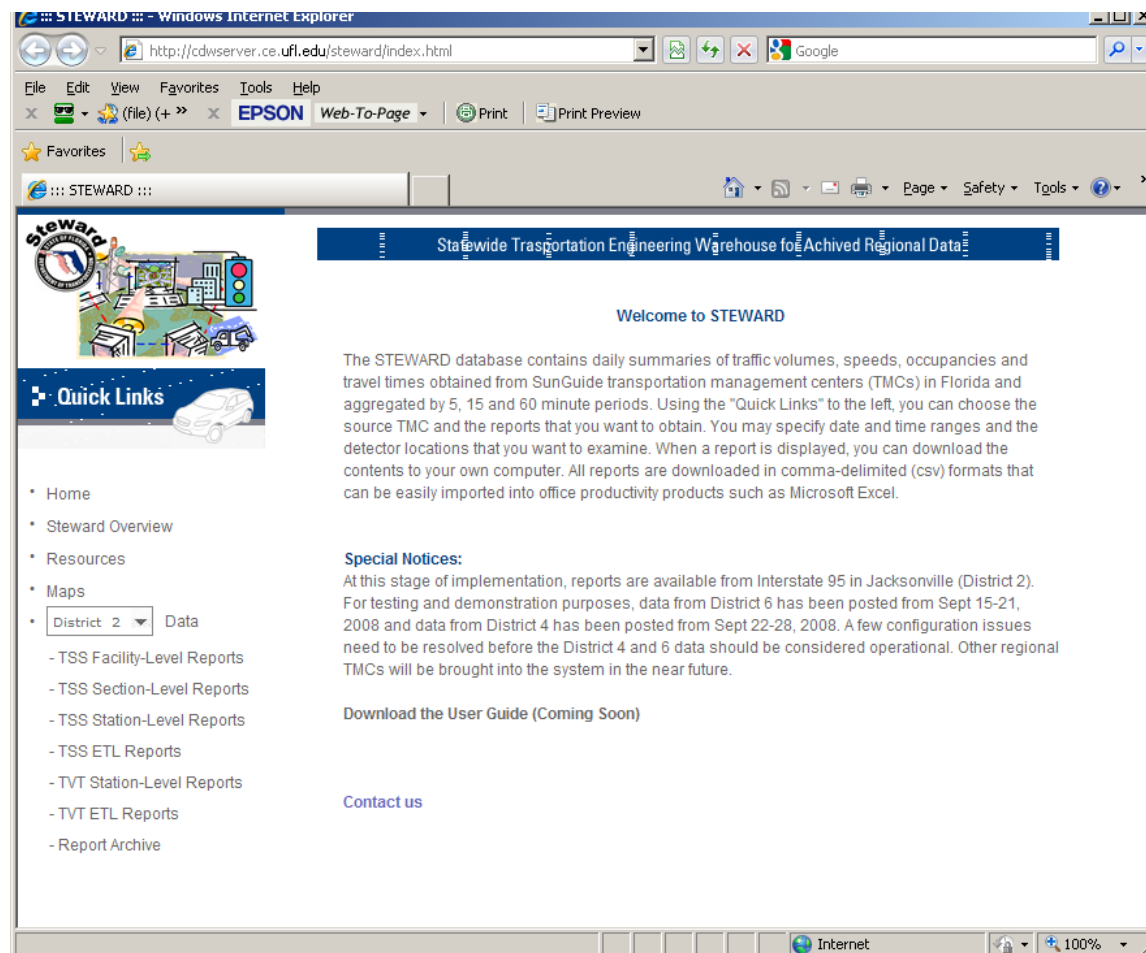 ::: STEWARD ::: - Windows Internet Explorer
http://cdwserver.ce.ufl.edu/steward/index.html
Google
File Edit View Favorites Tools Help
(file) (+ »
EPSON Web-To-Page
Print
Print Preview
Favorites
::: STEWARD :::
Page
Safety
Tools
Steward
Statewide Trasportation Engineering Warehouse for Achived Regional Data
Quick Links
Welcome to STEWARD
The STEWARD database contains daily summaries of traffic volumes, speeds, occupancies and
travel times obtained from SunGuide transportation management centers (TMCs) in Florida and
aggregated by 5, 15 and 60 minute periods. Using the "Quick Links" to the left, you can choose the
source TMC and the reports that you want to obtain. You may specify date and time ranges and the
detector locations that you want to examine. When a report is displayed, you can download the
contents to your own computer. All reports are downloaded in comma-delimited (csv) formats that
can be easily imported into office productivity products such as Microsoft Excel.
Home
Steward Overview
Resources
Maps
District 2 Data
- TSS Facility-Level Reports
- TSS Section-Level Reports
- TSS Station-Level Reports
- TSS ETL Reports
- TVT Station-Level Reports
- TVT ETL Reports
- Report Archive
Special Notices:
At this stage of implementation, reports are available from Interstate 95 in Jacksonville (District 2).
For testing and demonstration purposes, data from District 6 has been posted from Sept 15-21,
2008 and data from District 4 has been posted from Sept 22-28, 2008. A few configuration issues
need to be resolved before the District 4 and 6 data should be considered operational. Other regional
TMCs will be brought into the system in the near future.
Download the User Guide (Coming Soon)
Contact us
Internet
100%